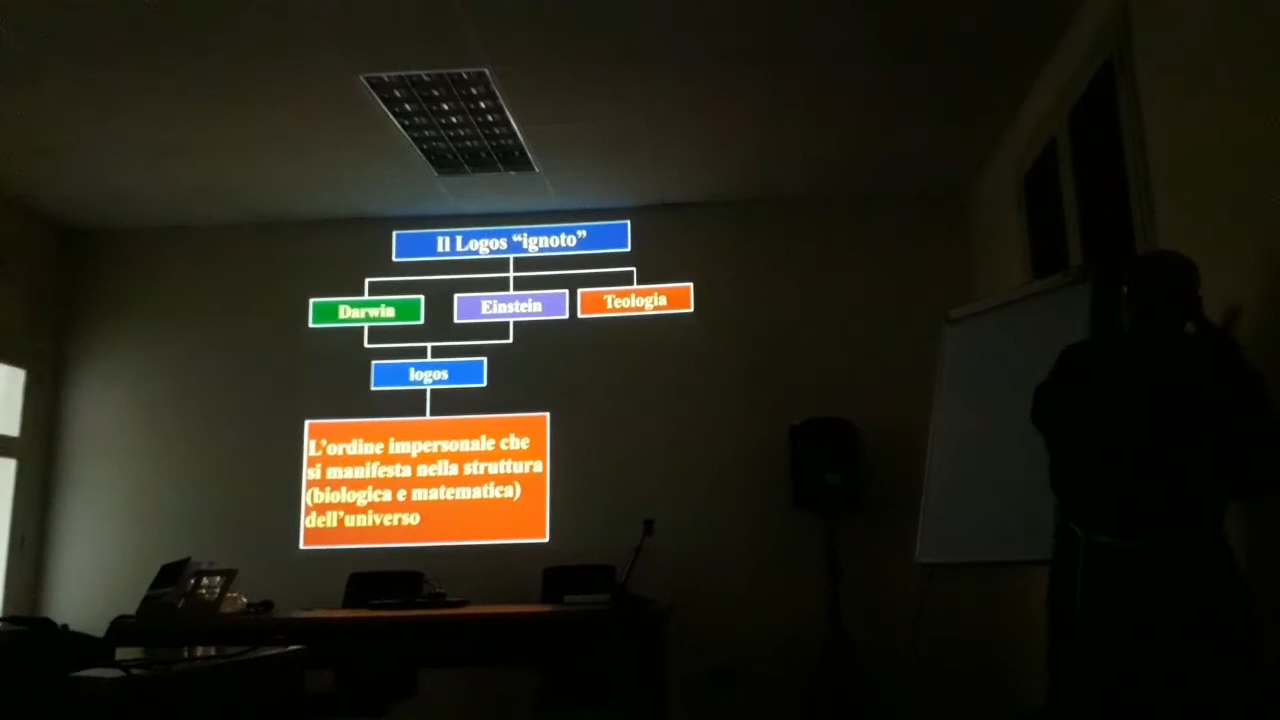 Il Logos “ignoto”
Darwin
Einstein
Teologia
logos
L’ordine impersonale che
si manifesta nella struttura
(biologica e matematica)
dell’universo